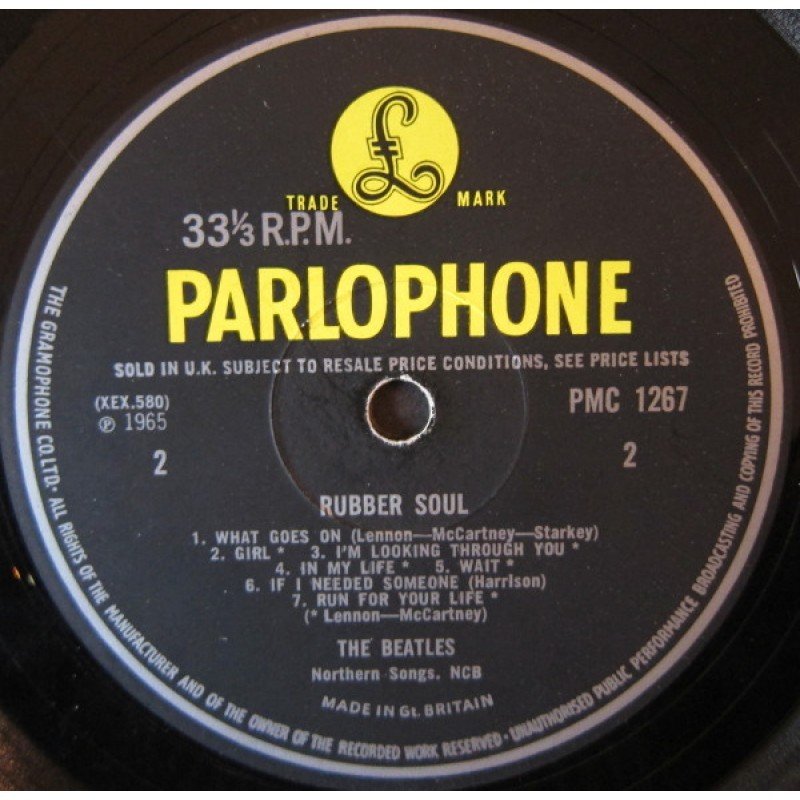 £
TRADE MARK
33⅓ R.P.M.
PARLOPHONE
SOLD IN U.K. SUBJECT TO RESALE PRICE CONDITIONS, SEE PRICE LISTS
(XEX.580)
℗ 1965
2
PMC 1267
2
RUBBER SOUL
1. WHAT GOES ON (Lennon—McCartney—Starkey)
2. GIRL * 3. I'M LOOKING THROUGH YOU *
4. IN MY LIFE * 5. WAIT *
6. IF I NEEDED SOMEONE (Harrison)
7. RUN FOR YOUR LIFE *
(* Lennon—McCartney)
THE BEATLES
Northern Songs. NCB
MADE IN Gt. BRITAIN
THE GRAMOPHONE CO. LTD · ALL RIGHTS OF THE MANUFACTURER AND OF THE OWNER OF THE RECORDED WORK RESERVED · UNAUTHORISED PUBLIC PERFORMANCE BROADCASTING AND COPYING OF THIS RECORD PROHIBITED